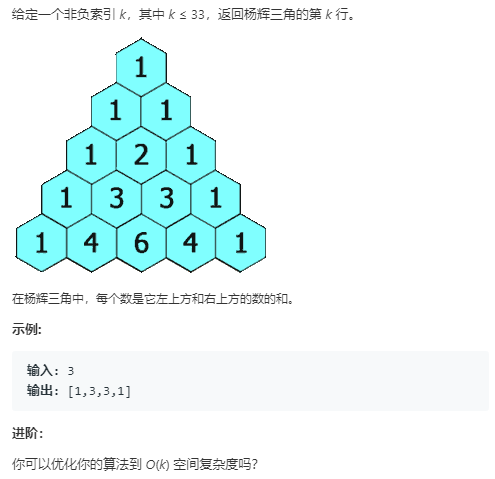 给定一个非负索引 k，其中 k ≤ 33，返回杨辉三角的第 k 行。
1
1 1
1 2 1
1 3 3 1
1 4 6 4 1
在杨辉三角中，每个数是它左上方和右上方的数的和。
示例:
输入: 3
输出: [1,3,3,1]
进阶：
你可以优化你的算法到 O(k) 空间复杂度吗？